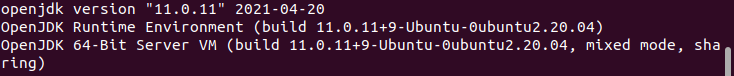 openjdk version "11.0.11" 2021-04-20
OpenJDK Runtime Environment (build 11.0.11+9-Ubuntu-0ubuntu2.20.04)
OpenJDK 64-Bit Server VM (build 11.0.11+9-Ubuntu-0ubuntu2.20.04, mixed mode, sha
ring)